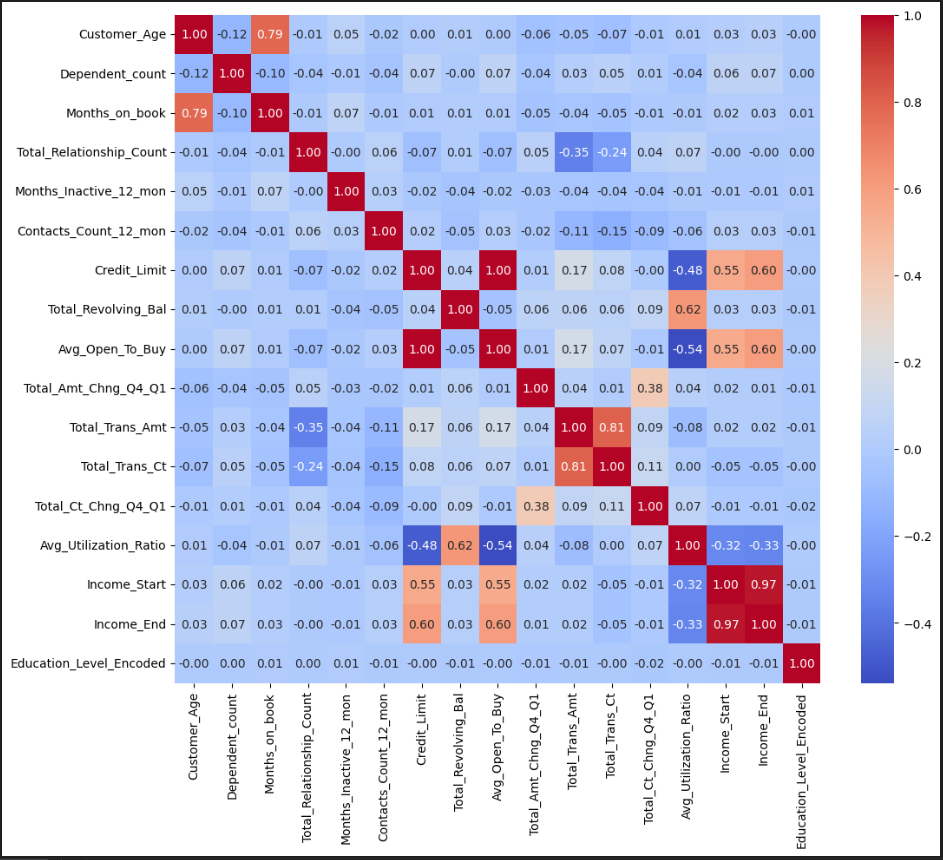 Customer_Age 1.00 -0.12 0.79 -0.01 0.05 -0.02 0.00 0.01 0.00 -0.06 -0.05 -0.07 -0.01 0.01 0.03 0.03 -0.00
Dependent_count -0.12 1.00 -0.10 -0.04 -0.01 -0.04 0.07 -0.00 0.07 -0.04 0.03 0.05 0.01 -0.04 0.06 0.07 0.00
Months_on_book 0.79 -0.10 1.00 -0.01 0.07 -0.01 0.01 0.01 0.01 -0.05 -0.04 -0.05 -0.01 -0.01 0.02 0.03 0.01
Total_Relationship_Count -0.01 -0.04 -0.01 1.00 -0.00 0.06 -0.07 0.01 -0.07 0.05 -0.35 -0.24 0.04 0.07 -0.00 -0.00 0.00
Months_Inactive_12_mon 0.05 -0.01 0.07 -0.00 1.00 0.03 -0.02 -0.04 -0.02 -0.03 -0.04 -0.04 -0.04 -0.01 -0.01 -0.01 0.01
Contacts_Count_12_mon -0.02 -0.04 -0.01 0.06 0.03 1.00 0.02 -0.05 0.03 -0.02 -0.11 -0.15 -0.09 -0.06 0.03 0.03 -0.01
Credit_Limit 0.00 0.07 0.01 -0.07 -0.02 0.02 1.00 0.04 1.00 0.01 0.17 0.08 -0.00 -0.48 0.55 0.60 -0.00
Total_Revolving_Bal 0.01 -0.00 0.01 0.01 -0.04 -0.05 0.04 1.00 -0.05 0.06 0.06 0.06 0.09 0.62 0.03 0.03 -0.01
Avg_Open_To_Buy 0.00 0.07 0.01 -0.07 -0.02 0.03 1.00 -0.05 1.00 0.01 0.17 0.07 -0.01 -0.54 0.55 0.60 -0.00
Total_Amt_Chng_Q4_Q1 -0.06 -0.04 -0.05 0.05 -0.03 -0.02 0.01 0.06 0.01 1.00 0.04 0.01 0.38 0.04 0.02 0.01 -0.01
Total_Trans_Amt -0.05 0.03 -0.04 -0.35 -0.04 -0.11 0.17 0.06 0.17 0.04 1.00 0.81 0.09 -0.08 0.02 0.02 -0.01
Total_Trans_Ct -0.07 0.05 -0.05 -0.24 -0.04 -0.15 0.08 0.06 0.07 0.01 0.81 1.00 0.11 0.00 -0.05 -0.05 -0.00
Total_Ct_Chng_Q4_Q1 -0.01 0.01 -0.01 0.04 -0.04 -0.09 -0.00 0.09 -0.01 0.38 0.09 0.11 1.00 0.07 -0.01 -0.01 -0.02
Avg_Utilization_Ratio 0.01 -0.04 -0.01 0.07 -0.01 -0.06 -0.48 0.62 -0.54 0.04 -0.08 0.00 0.07 1.00 -0.32 -0.33 -0.00
Income_Start 0.03 0.06 0.02 -0.00 -0.01 0.03 0.55 0.03 0.55 0.02 0.02 -0.05 -0.01 -0.32 1.00 0.97 -0.01
Income_End 0.03 0.07 0.03 -0.00 -0.01 0.03 0.60 0.03 0.60 0.01 0.02 -0.05 -0.01 -0.33 0.97 1.00 -0.01
Education_Level_Encoded -0.00 0.00 0.01 0.00 0.01 -0.01 -0.00 -0.01 -0.00 -0.01 -0.01 -0.00 -0.02 -0.00 -0.01 -0.01 1.00
Customer_Age
Dependent_count
Months_on_book
Total_Relationship_Count
Months_Inactive_12_mon
Contacts_Count_12_mon
Credit_Limit
Total_Revolving_Bal
Avg_Open_To_Buy
Total_Amt_Chng_Q4_Q1
Total_Trans_Amt
Total_Trans_Ct
Total_Ct_Chng_Q4_Q1
Avg_Utilization_Ratio
Income_Start
Income_End
Education_Level_Encoded
1.0
0.8
0.6
0.4
0.2
0.0
−0.2
−0.4